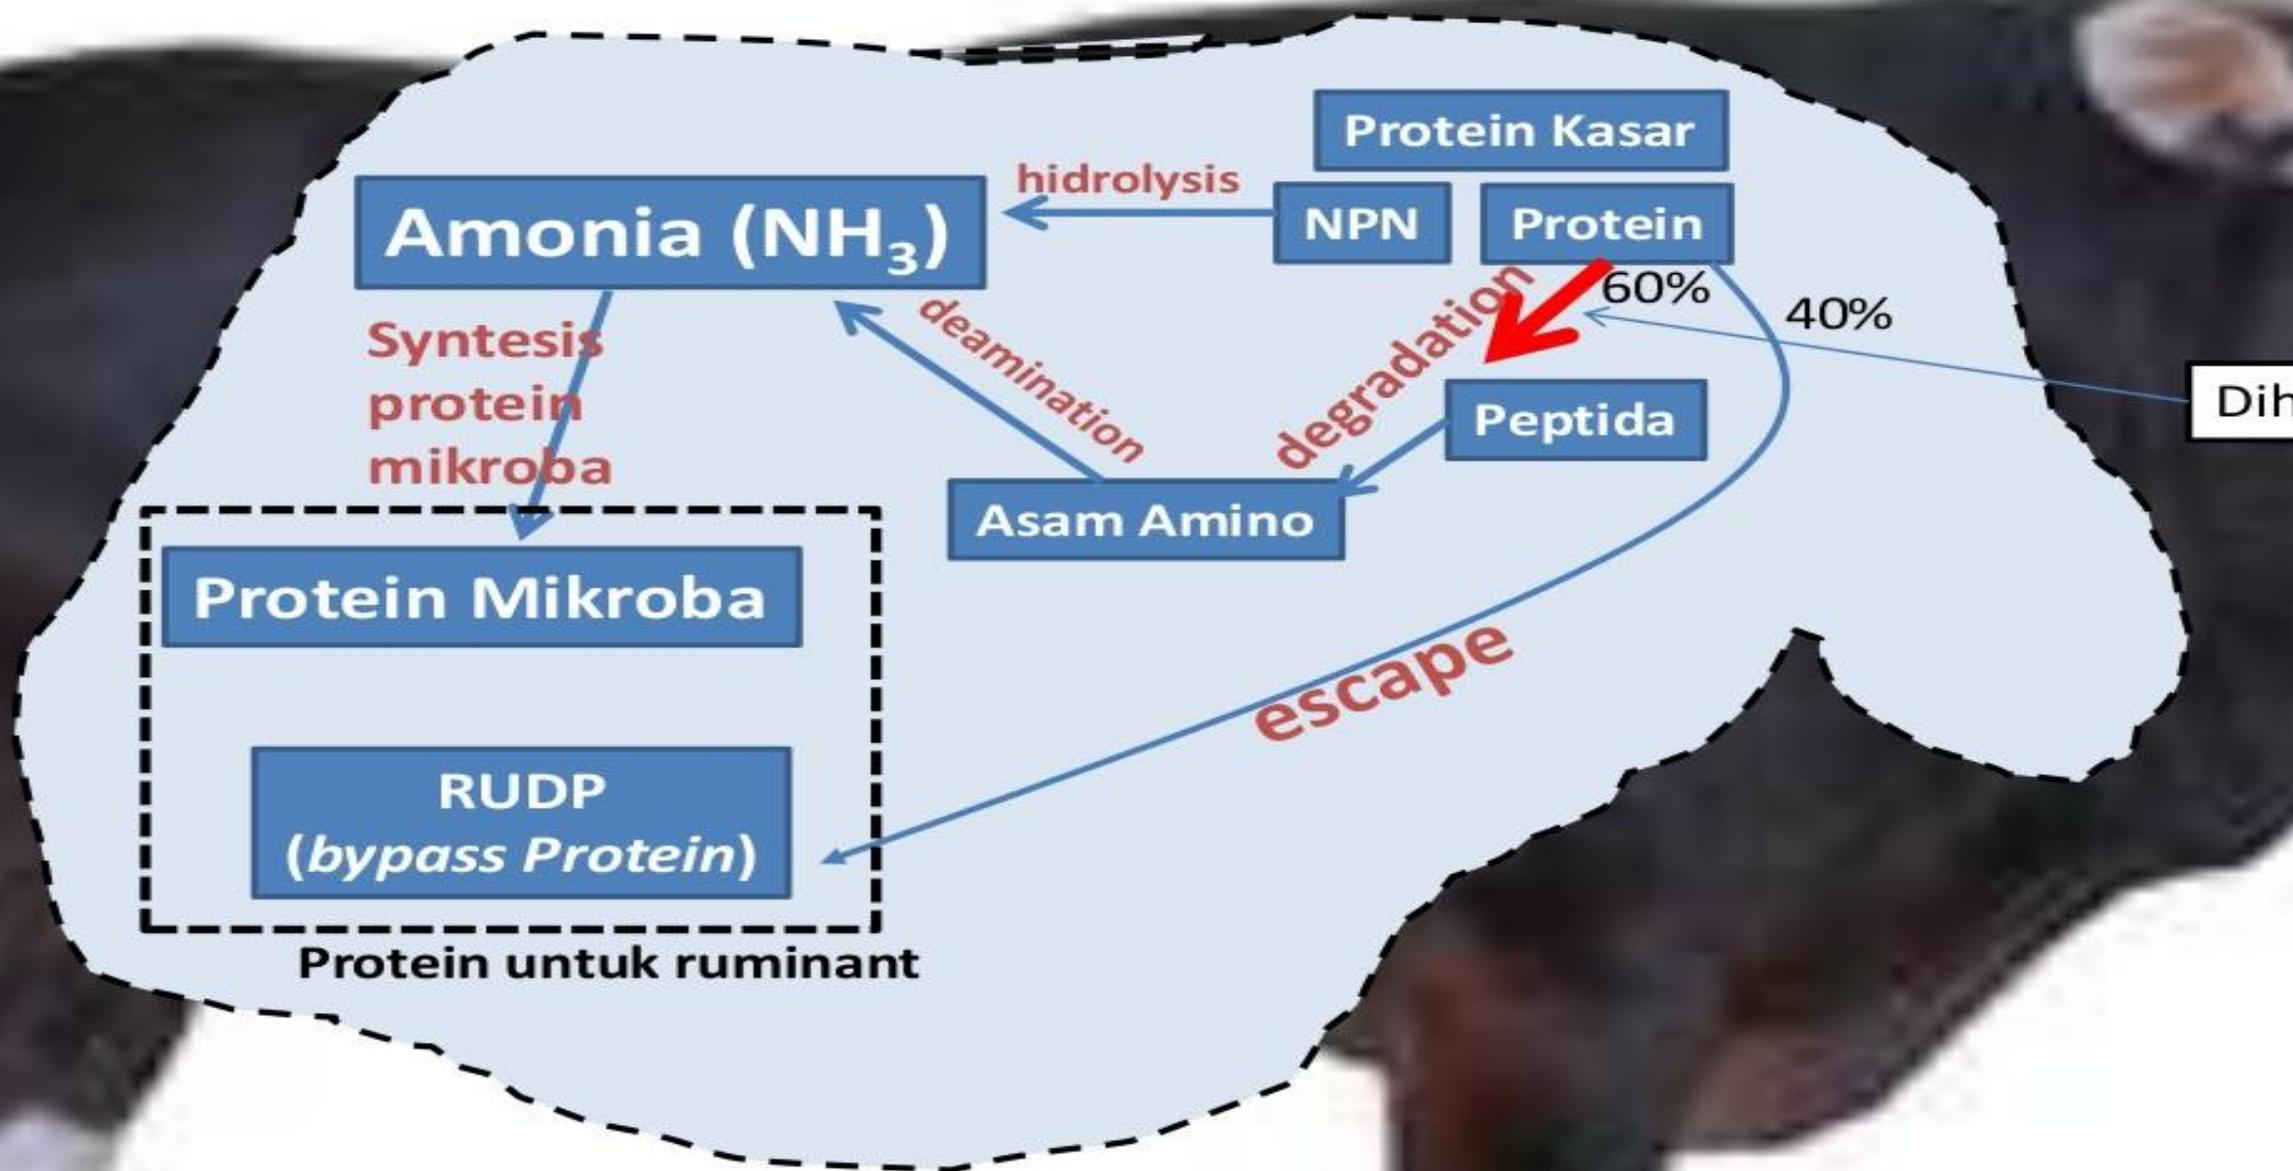 Protein Kasar
hidrolysis
Amonia (NH₃)
NPN
Protein
60%
40%
degradation
deamination
Syntesis
protein
mikroba
Peptida
Asam Amino
Protein Mikroba
escape
RUDP
(bypass Protein)
Protein untuk ruminant